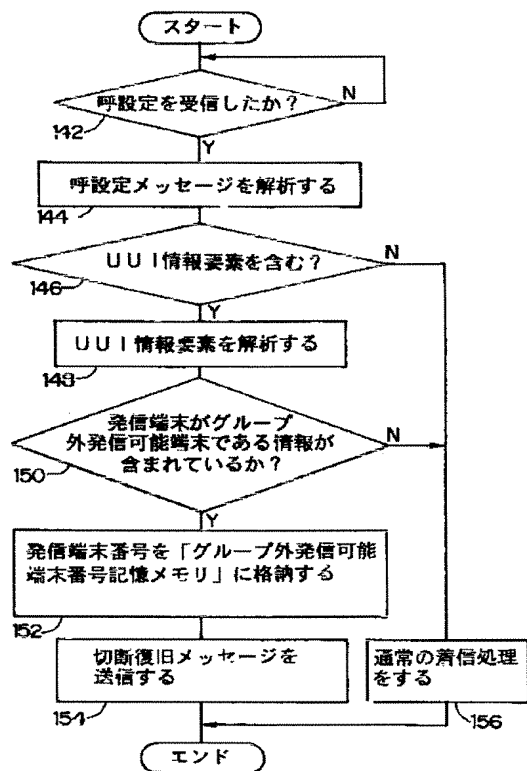 スタート
呼設定を受信したか？
N
142
Y
呼設定メッセージを解析する
144
UUI情報要素を含む？
N
146
Y
UUI情報要素を解析する
148
発信端末がグループ
外発信可能端末である情報が
含まれているか？
N
150
Y
発信端末番号を「グループ外発信可能
端末番号記憶メモリ」に格納する
152
切断復旧メッセージを
送信する
154
通常の着信処理
をする
156
エンド